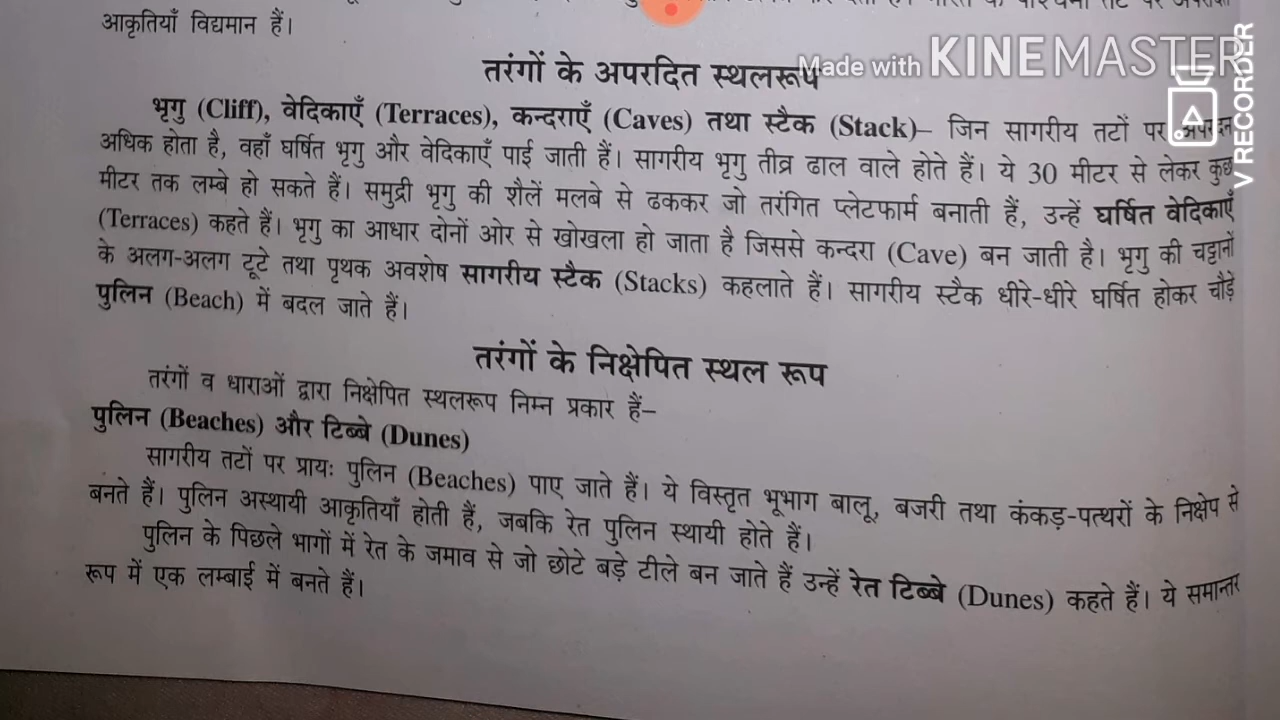 आकृतियाँ विद्यमान हैं।
Made with KINEMASTER
V RECORDER
तरंगों के अपरदित स्थलरूप
भृगु (Cliff), वेदिकाएँ (Terraces), कन्दराएँ (Caves) तथा स्टैक (Stack)– जिन सागरीय तटों पर अपरदन
अधिक होता है, वहाँ घर्षित भृगु और वेदिकाएँ पाई जाती हैं। सागरीय भृगु तीव्र ढाल वाले होते हैं। ये 30 मीटर से लेकर कुछ
मीटर तक लम्बे हो सकते हैं। समुद्री भृगु की शैलें मलबे से ढककर जो तरंगित प्लेटफार्म बनाती हैं, उन्हें घर्षित वेदिकाएँ
(Terraces) कहते हैं। भृगु का आधार दोनों ओर से खोखला हो जाता है जिससे कन्दरा (Cave) बन जाती है। भृगु की चट्टानों
के अलग-अलग टूटे तथा पृथक अवशेष सागरीय स्टैक (Stacks) कहलाते हैं। सागरीय स्टैक धीरे-धीरे घर्षित होकर चौड़े
पुलिन (Beach) में बदल जाते हैं।
तरंगों के निक्षेपित स्थल रूप
तरंगों व धाराओं द्वारा निक्षेपित स्थलरूप निम्न प्रकार हैं–
पुलिन (Beaches) और टिब्बे (Dunes)
सागरीय तटों पर प्रायः पुलिन (Beaches) पाए जाते हैं। ये विस्तृत भूभाग बालू, बजरी तथा कंकड़-पत्थरों के निक्षेप से
बनते हैं। पुलिन अस्थायी आकृतियाँ होती हैं, जबकि रेत पुलिन स्थायी होते हैं।
पुलिन के पिछले भागों में रेत के जमाव से जो छोटे बड़े टीले बन जाते हैं उन्हें रेत टिब्बे (Dunes) कहते हैं। ये समान्तर
रूप में एक लम्बाई में बनते हैं।